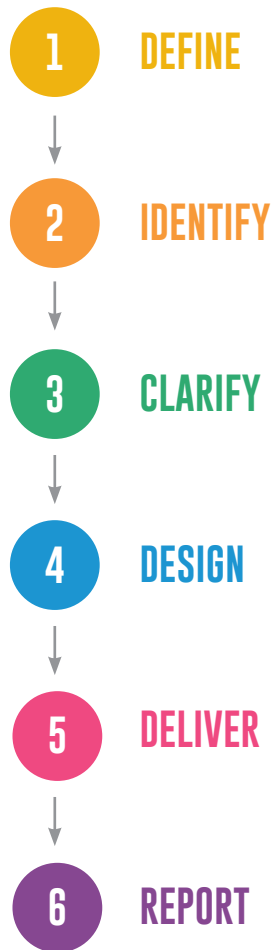 1 DEFINE
2 IDENTIFY
3 CLARIFY
4 DESIGN
5 DELIVER
6 REPORT